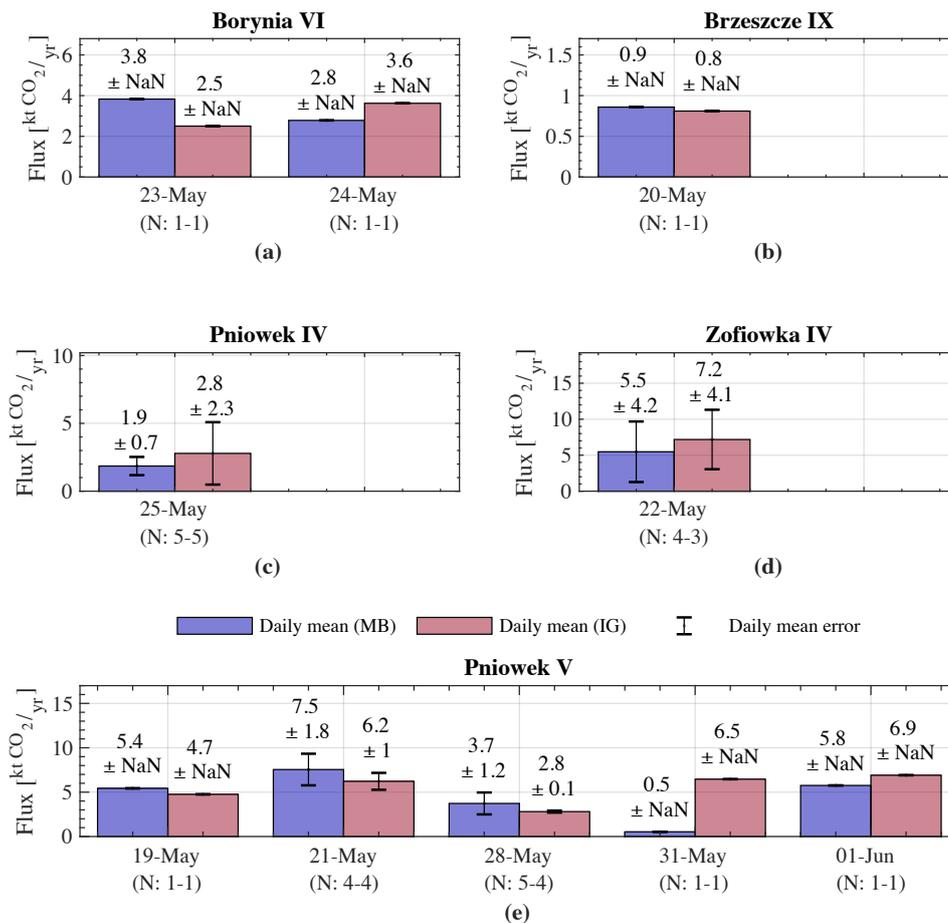 Borynia VI
Flux [kt CO2/yr]
6
4
2
0
3.8
± NaN
2.5
± NaN
2.8
± NaN
3.6
± NaN
23-May
(N: 1-1)
24-May
(N: 1-1)
(a)
Brzeszcze IX
Flux [kt CO2/yr]
1.5
1
0.5
0
0.9
± NaN
0.8
± NaN
20-May
(N: 1-1)
(b)
Pniowek IV
Flux [kt CO2/yr]
10
5
0
1.9
± 0.7
2.8
± 2.3
25-May
(N: 5-5)
(c)
Zofiowka IV
Flux [kt CO2/yr]
15
10
5
0
5.5
± 4.2
7.2
± 4.1
22-May
(N: 4-3)
(d)
Daily mean (MB)
Daily mean (IG)
Daily mean error
Pniowek V
Flux [kt CO2/yr]
15
10
5
0
5.4
± NaN
4.7
± NaN
7.5
± 1.8
6.2
± 1
3.7
± 1.2
2.8
± 0.1
0.5
± NaN
6.5
± NaN
5.8
± NaN
6.9
± NaN
19-May
(N: 1-1)
21-May
(N: 4-4)
28-May
(N: 5-4)
31-May
(N: 1-1)
01-Jun
(N: 1-1)
(e)